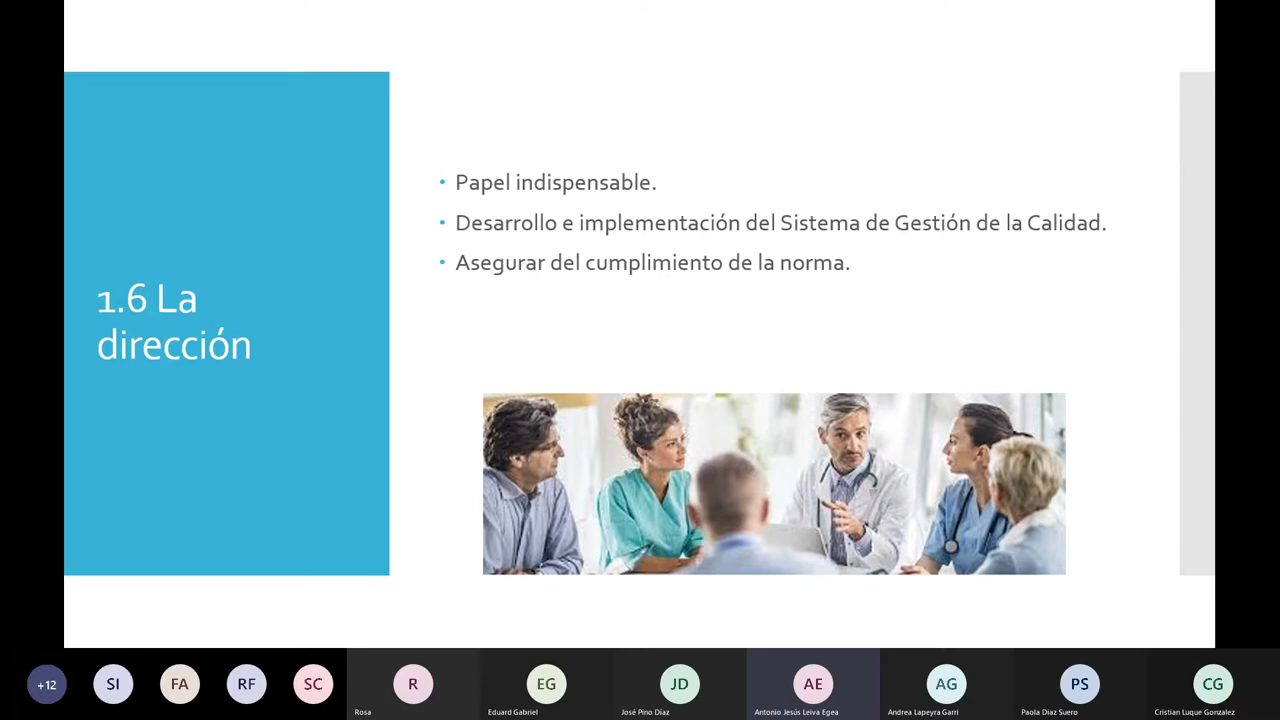 1.6 La
dirección
Papel indispensable.
Desarrollo e implementación del Sistema de Gestión de la Calidad.
Asegurar del cumplimiento de la norma.
+12
SI
FA
RF
SC
R
Rosa
EG
Eduard Gabriel
JD
José Pino Díaz
AE
Antonio Jesús Leiva Egea
AG
Andrea Lapeyra Garri
PS
Paola Diaz Suero
CG
Cristian Luque Gonzalez